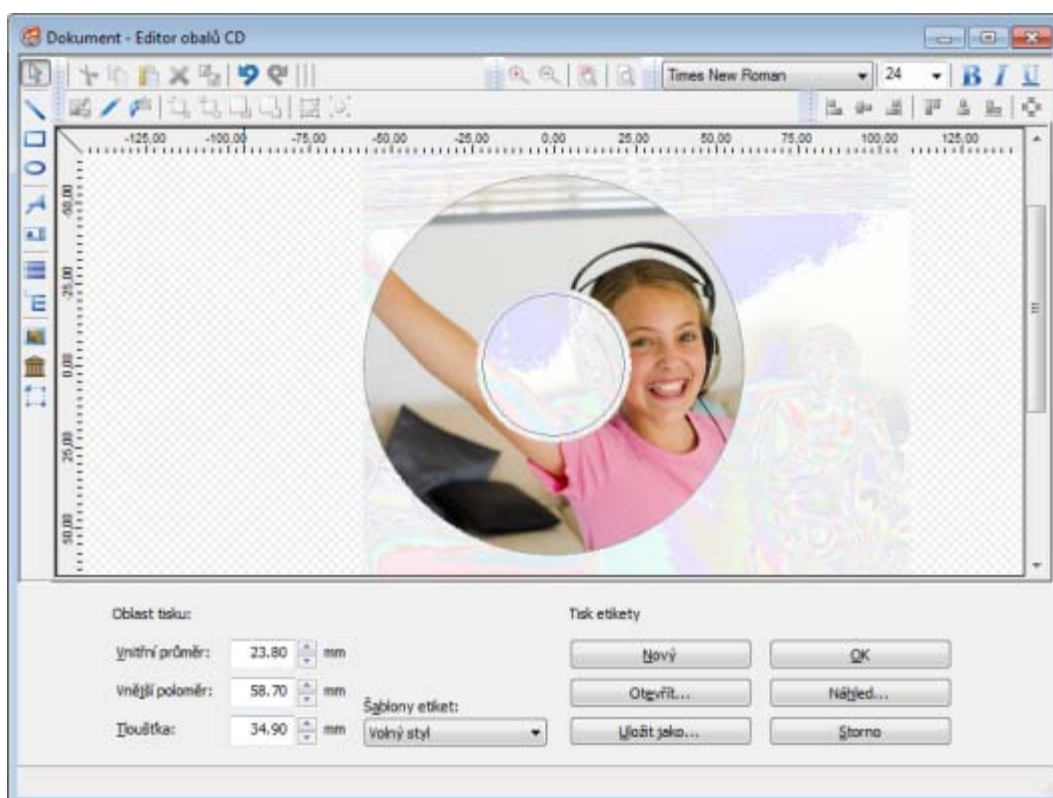 Dokument - Editor obalů CD
Times New Roman
24
B I U
-125,00 -100,00 -75,00 -50,00 -25,00 0,00 25,00 50,00 75,00 100,00 125,00
-50,00
-25,00
0,00
25,00
50,00
Oblast tisku:
Tisk etikety
Vnitřní průměr: 23.80 mm
Nový
OK
Vnější poloměr: 58.70 mm
Šablony etiket:
Otevřít...
Náhled...
Tloušťka: 34.90 mm
Volný styl
Uložit jako...
Storno